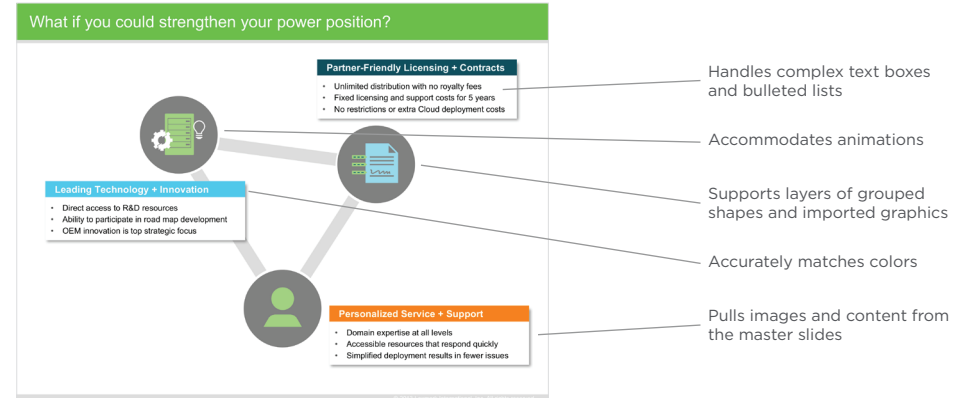 What if you could strengthen your power position?
Partner-Friendly Licensing + Contracts
• Unlimited distribution with no royalty fees
• Fixed licensing and support costs for 5 years
• No restrictions or extra Cloud deployment costs
Leading Technology + Innovation
• Direct access to R&D resources
• Ability to participate in road map development
• OEM innovation is top strategic focus
Personalized Service + Support
• Domain expertise at all levels
• Accessible resources that respond quickly
• Simplified deployment results in fewer issues
Handles complex text boxes
and bulleted lists
Accommodates animations
Supports layers of grouped
shapes and imported graphics
Accurately matches colors
Pulls images and content from
the master slides